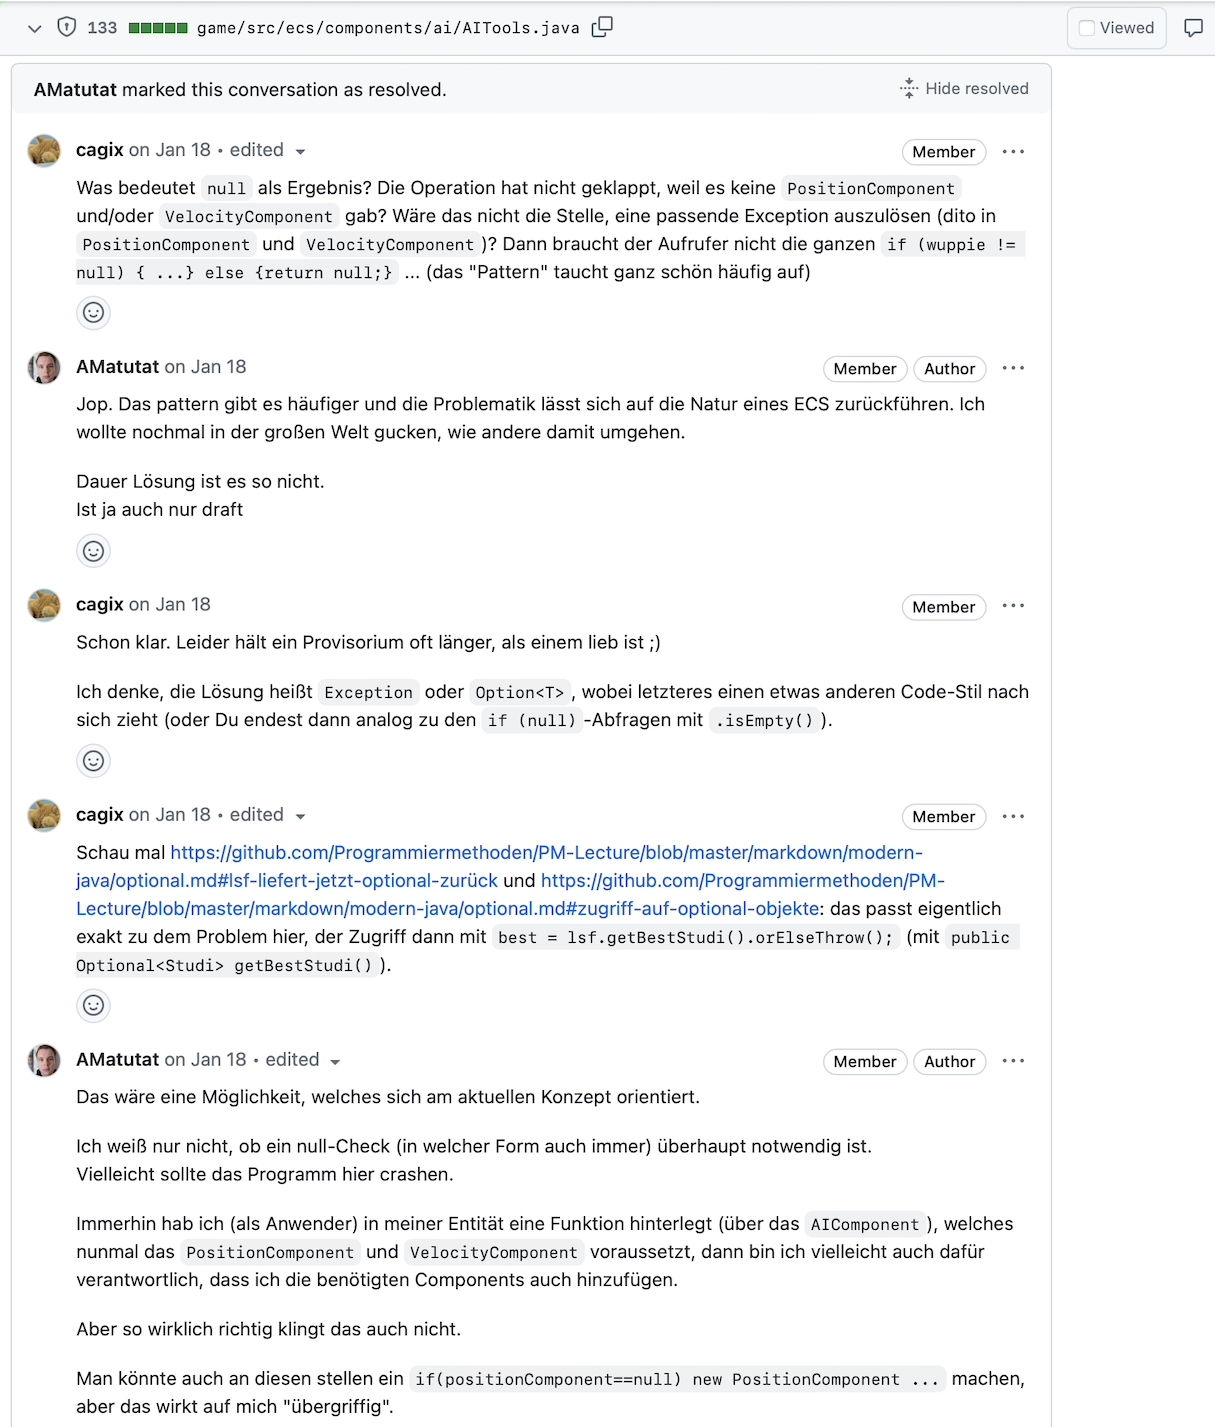 133 game/src/ecs/components/ai/AITools.java Viewed
AMatutat marked this conversation as resolved. Hide resolved
cagix on Jan 18 • edited Member
Was bedeutet null als Ergebnis? Die Operation hat nicht geklappt, weil es keine PositionComponent
und/oder VelocityComponent gab? Wäre das nicht die Stelle, eine passende Exception auszulösen (dito in
PositionComponent und VelocityComponent )? Dann braucht der Aufrufer nicht die ganzen if (wuppie !=
null) { ...} else {return null;} ... (das "Pattern" taucht ganz schön häufig auf)
AMatutat on Jan 18 Member Author
Jop. Das pattern gibt es häufiger und die Problematik lässt sich auf die Natur eines ECS zurückführen. Ich
wollte nochmal in der großen Welt gucken, wie andere damit umgehen.
Dauer Lösung ist es so nicht.
Ist ja auch nur draft
cagix on Jan 18 Member
Schon klar. Leider hält ein Provisorium oft länger, als einem lieb ist ;)
Ich denke, die Lösung heißt Exception oder Option<T> , wobei letzteres einen etwas anderen Code-Stil nach
sich zieht (oder Du endest dann analog zu den if (null) -Abfragen mit .isEmpty() ).
cagix on Jan 18 • edited Member
Schau mal https://github.com/Programmiermethoden/PM-Lecture/blob/master/markdown/modern-
java/optional.md#lsf-liefert-jetzt-optional-zurück und https://github.com/Programmiermethoden/PM-
Lecture/blob/master/markdown/modern-java/optional.md#zugriff-auf-optional-objekte: das passt eigentlich
exakt zu dem Problem hier, der Zugriff dann mit best = lsf.getBestStudi().orElseThrow(); (mit public
Optional<Studi> getBestStudi() ).
AMatutat on Jan 18 • edited Member Author
Das wäre eine Möglichkeit, welches sich am aktuellen Konzept orientiert.
Ich weiß nur nicht, ob ein null-Check (in welcher Form auch immer) überhaupt notwendig ist.
Vielleicht sollte das Programm hier crashen.
Immerhin hab ich (als Anwender) in meiner Entität eine Funktion hinterlegt (über das AIComponent ), welches
nunmal das PositionComponent und VelocityComponent voraussetzt, dann bin ich vielleicht auch dafür
verantwortlich, dass ich die benötigten Components auch hinzufügen.
Aber so wirklich richtig klingt das auch nicht.
Man könnte auch an diesen stellen ein if(positionComponent==null) new PositionComponent ... machen,
aber das wirkt auf mich "übergriffig".